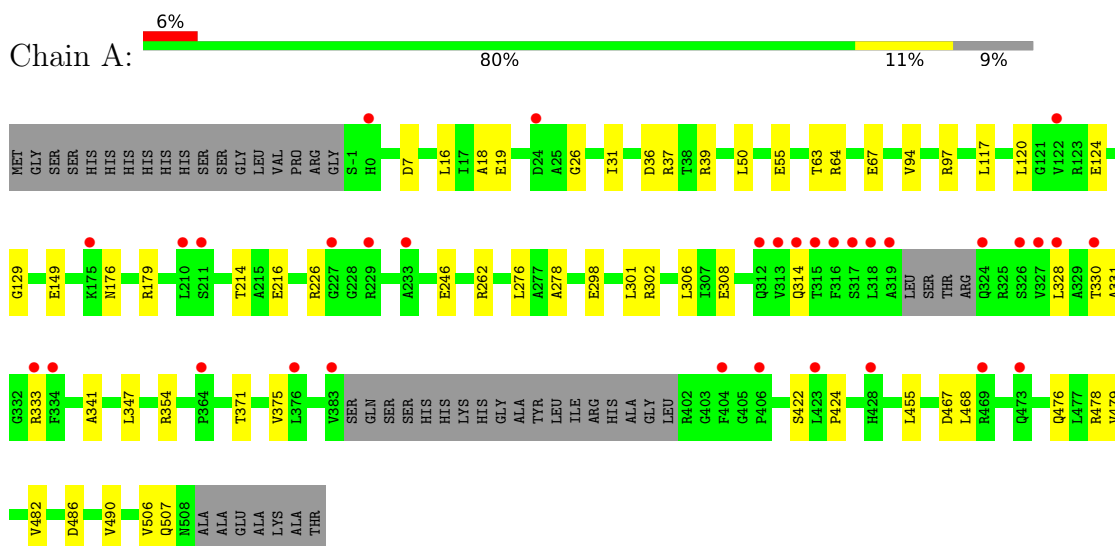 6%
Chain A:
80% 11% 9%
MET GLY SER SER HIS HIS HIS HIS HIS HIS SER SER GLY LEU VAL PRO ARG GLY S-1 H0 D7 L16 I17 A18 E19 D24 A25 G26 I31 D36 R37 T38 R39 L50 E55 T63 R64 E67 V94 R97 L117 L120 G121 V122 R123 E124
G129 E149 K175 N176 R179 L210 S211 T214 A215 E216 R226 G227 G228 R229 A233 E246 R262 L276 A277 A278 E298 L301 R302 L306 I307 E308 Q312 V313 Q314 T315 F316 S317 L318 A319 LEU SER THR ARG Q324 R325 S326 V327 L328 A329 T330 A331
G332 R333 F334 A341 L347 R354 P364 T371 V375 L376 V383 SER GLN SER SER HIS HIS LYS HIS GLY ALA TYR LEU ILE ARG HIS ALA GLY LEU R402 G403 F404 G405 P406 S422 L423 P424 H428 L455 D467 L468 R469 Q473 Q476 L477 R478 V479
V482 D486 V490 V506 Q507 N508 ALA ALA GLU ALA LYS ALA THR